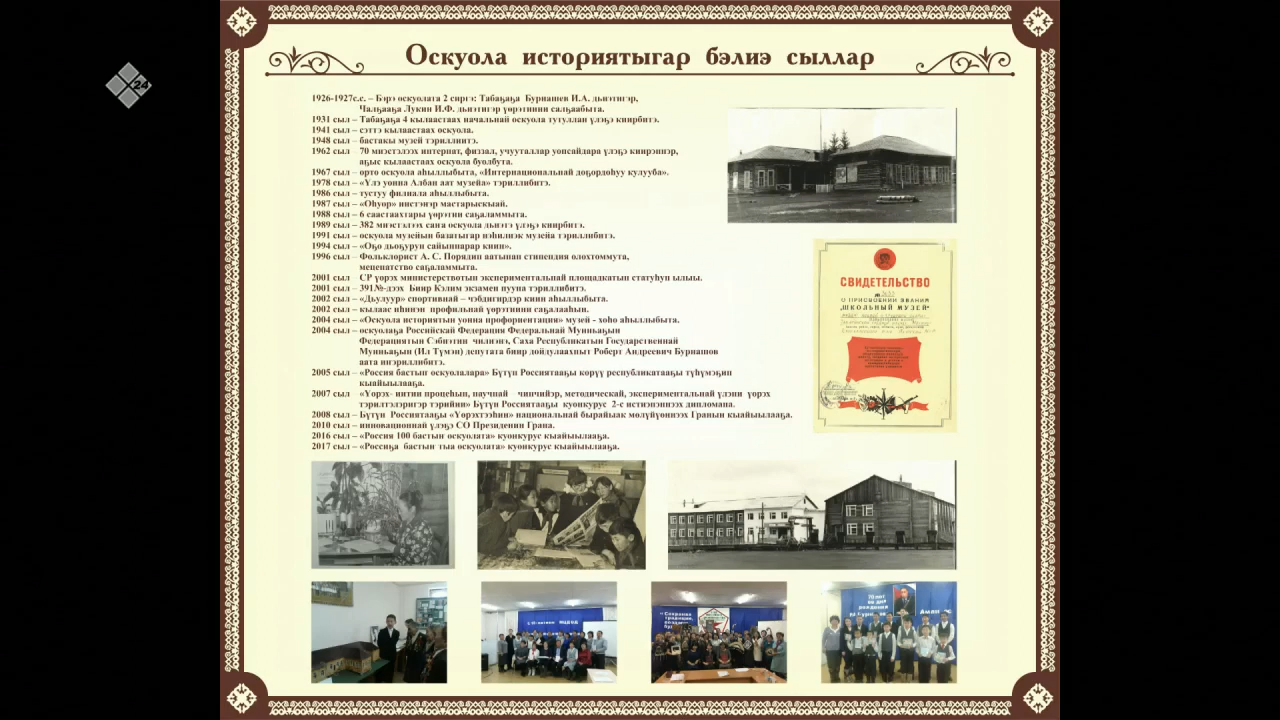 24
Оскуола историятыгар бэлиэ сыллар
1926-1927с.с. – Бэрэ оскуолата 2 сиргэ: Табаҕаҕа Бурнашев И.А. дьиэтигэр,
Чалҕааҕа Лукин И.Ф. дьиэтигэр үөрэтиини саҕаабыта.
1931 сыл – Табаҕаҕа 4 кылаастаах начальнай оскуола тутуллан үлэҕэ киирбитэ.
1941 сыл – сэттэ кылаастаах оскуола.
1948 сыл – бастакы музей тэриллиитэ.
1962 сыл – 70 миэстэлээх интернат, физзал, учууталлар уопсайдара үлэҕэ киирэннэр,
аҕыс кылаастаах оскуола буолбута.
1967 сыл – орто оскуола аһыллыбыта, «Интернациональнай доҕордоһуу кулууба».
1978 сыл – «Үлэ уонна Албан аат музейа» тэриллибитэ.
1986 сыл – тустуу филиала аһыллыбыта.
1987 сыл – «Оһуор» иистэнэр мастарыскыай.
1988 сыл – 6 саастаахтары үөрэтии саҕаламмыта.
1989 сыл – 382 миэстэлээх саҥа оскуола дьиэтэ үлэҕэ киирбитэ.
1991 сыл – оскуола музейын базатыгар нэһилиэк музейа тэриллибитэ.
1994 сыл – «Оҕо дьоҕурун сайыннарар киин».
1996 сыл – Фольклорист А. С. Порядин аатынан стипендия олохтоммута,
меценатство саҕаламмыта.
2001 сыл СР үөрэх министерствотын экспериментальнай площадкатын статуһун ылыы.
2001 сыл – 391№-дээх Биир Кэлим экзамен пууна тэриллибитэ.
2002 сыл – «Дьулуур» спортивнай – чэбдигирдэр киин аһыллыбыта.
2002 сыл – кылаас иһинэн профильнай үөрэтиини саҕалааһын.
2004 сыл – «Оскуола историятын уонна профориентация» музей - хоһо аһыллыбыта.
2004 сыл – оскуолаҕа Российскай Федерация Федеральнай Мунньаҕын
Федерациятын Сэбиэтин чилиэнэ, Саха Республикатын Государственнай
Мунньаҕын (Ил Түмэн) депутата биир дойдулаахпыт Роберт Андреевич Бурнашов
аата иҥэриллибитэ.
2005 сыл – «Россия бастыҥ оскуолалара» Бүтүн Россиятааҕы көрүү республикатааҕы түһүмэҕин
кыайыылааҕа.
2007 сыл «Үөрэх- иитии процеһын, научнай чинчийэр, методическай, экспериментальнай үлэни үөрэх
тэрилтэлэригэр тэрийии» Бүтүн Россиятааҕы куонкурус 2-с истиэпэннээх дипломана.
2008 сыл – Бүтүн Россиятааҕы «Үөрэхтээһин» национальнай бырайыак мөлүйүөннээх Гранын кыайыылааҕа.
2010 сыл – инновационнай үлэҕэ СӨ Президенин Грана.
2016 сыл – «Россия 100 бастыҥ оскуолата» куонкурус кыайыылааҕа.
2017 сыл – «Россияҕа бастыҥ тыа оскуолата» куонкурус кыайыылааҕа.
СВИДЕТЕЛЬСТВО
О ПРИСВОЕНИИ ЗВАНИЯ
„ШКОЛЬНЫЙ МУЗЕЙ"